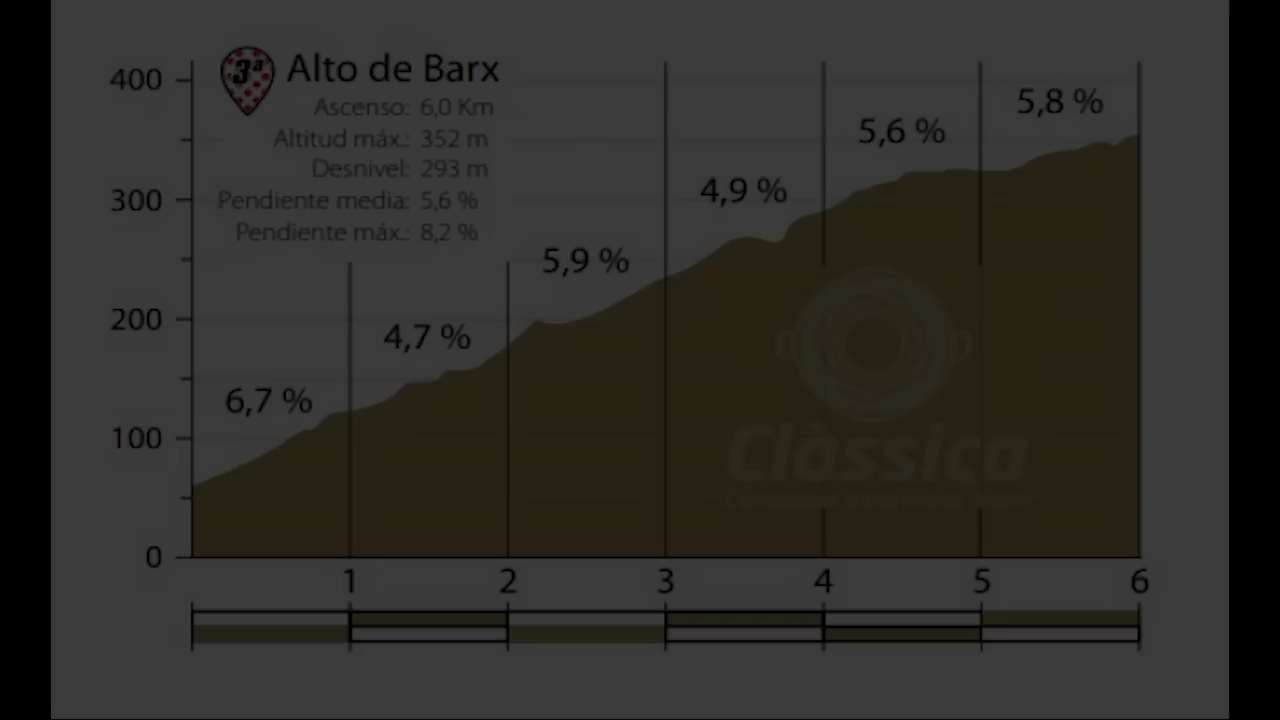 3ª Alto de Barx
Ascenso: 6,0 Km
Altitud máx.: 352 m
Desnivel: 293 m
Pendiente media: 5,6 %
Pendiente máx.: 8,2 %
400
300
200
100
0
6,7 %
4,7 %
5,9 %
4,9 %
5,6 %
5,8 %
Clàssica
1 2 3 4 5 6